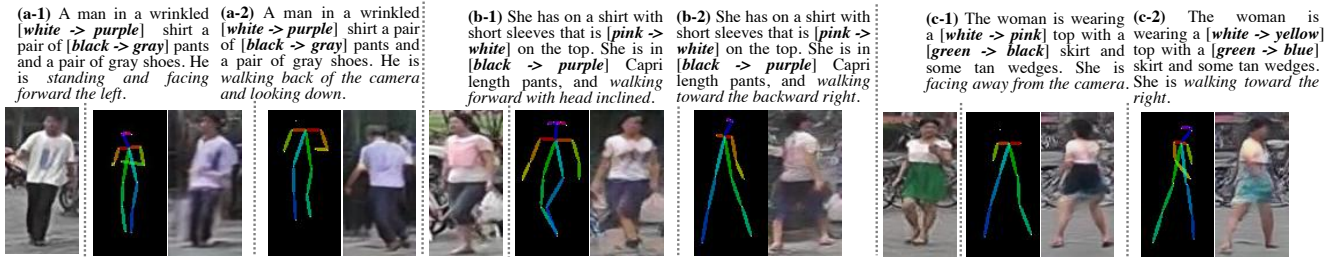 (a-1) A man in a wrinkled
[white -> purple] shirt a
pair of [black -> gray] pants
and a pair of gray shoes. He
is standing and facing
forward the left.
(a-2) A man in a wrinkled
[white -> purple] shirt a pair
of [black -> gray] pants and
a pair of gray shoes. He is
walking back of the camera
and looking down.
(b-1) She has on a shirt with
short sleeves that is [pink ->
white] on the top. She is in
[black -> purple] Capri
length pants, and walking
forward with head inclined.
(b-2) She has on a shirt with
short sleeves that is [pink ->
white] on the top. She is in
[black -> purple] Capri
length pants, and walking
toward the backward right.
(c-1) The woman is wearing
a [white -> pink] top with a
[green -> black] skirt and
some tan wedges. She is
facing away from the camera.
(c-2) The woman is
wearing a [white -> yellow]
top with a [green -> blue]
skirt and some tan wedges.
She is walking toward the
right.